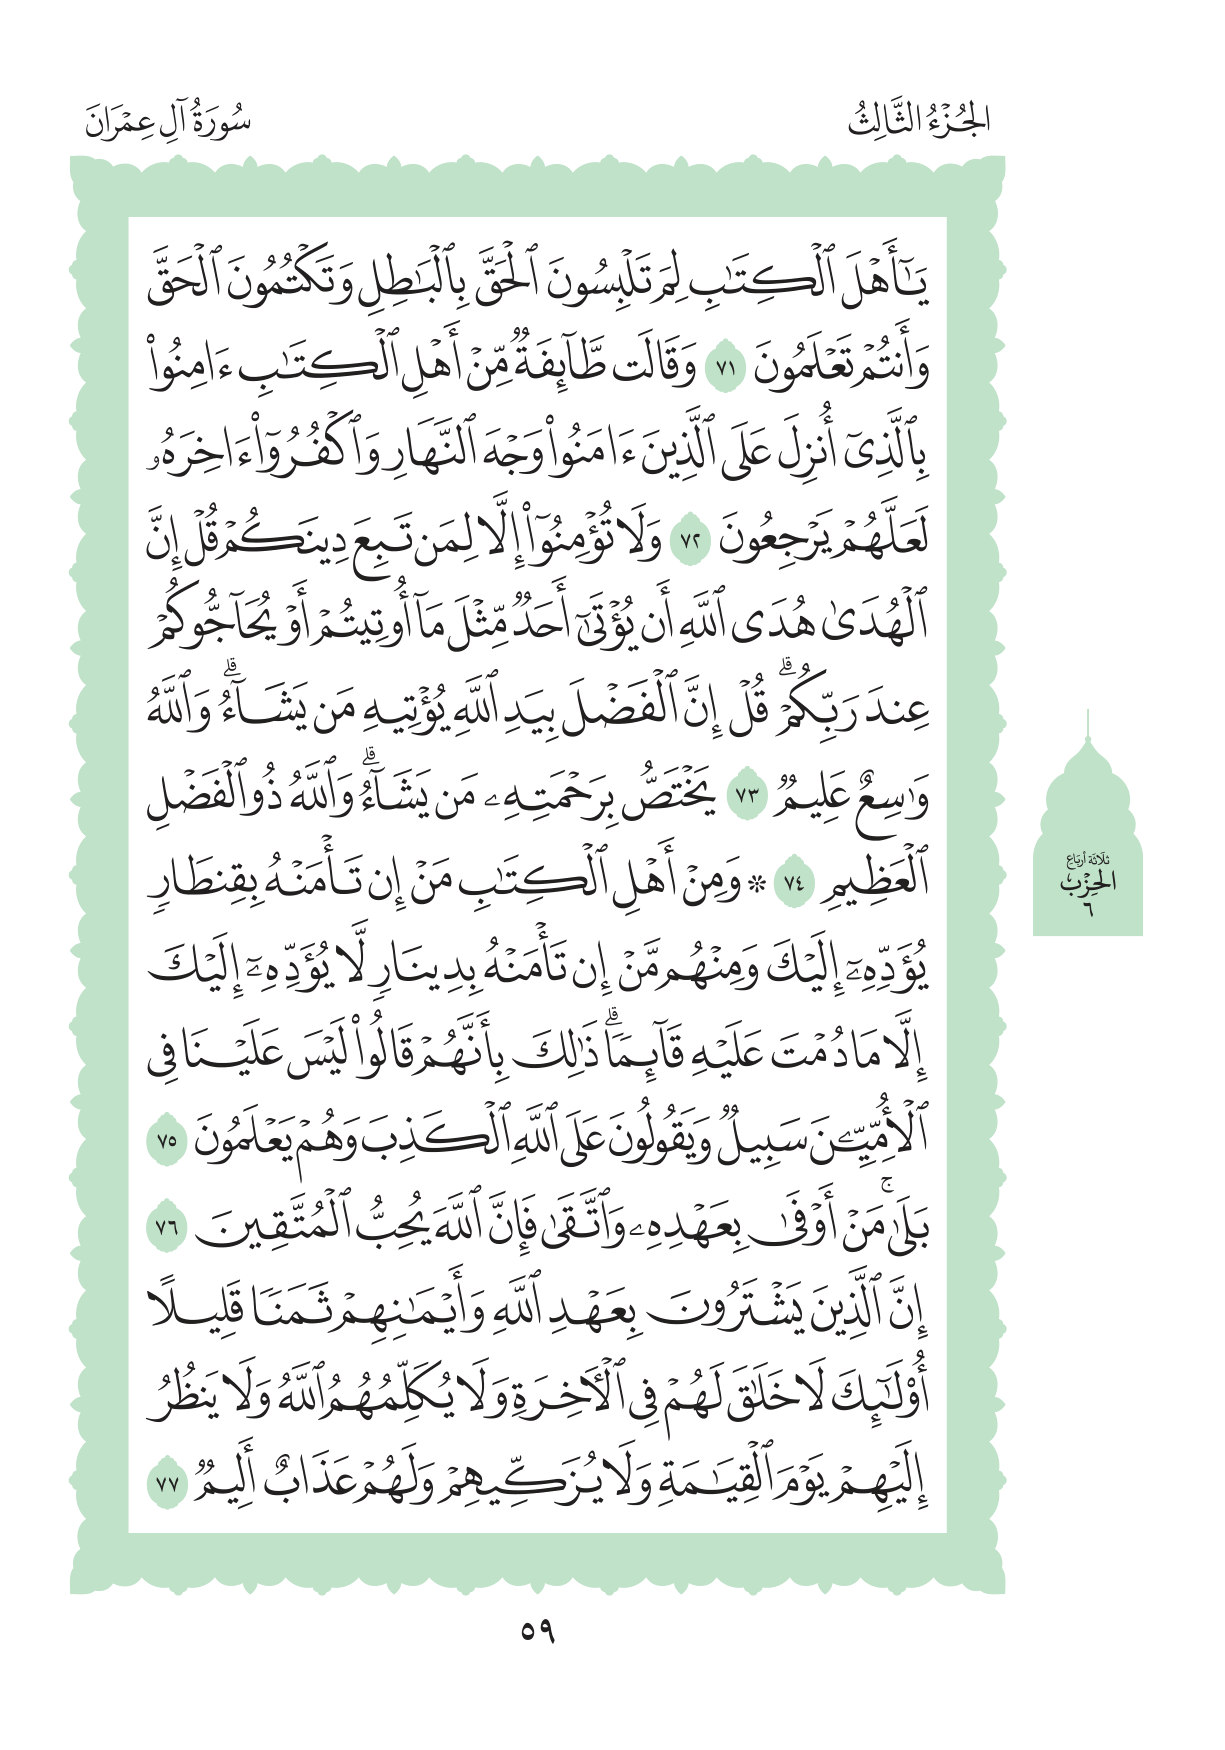 الجُزْءُ الثَّالِثُ
سُورَةُ آلِ عِمْرَانَ
يَـٰٓأَهْلَ ٱلْكِتَـٰبِ لِمَ تَلْبِسُونَ ٱلْحَقَّ بِٱلْبَـٰطِلِ وَتَكْتُمُونَ ٱلْحَقَّ
وَأَنتُمْ تَعْلَمُونَ ٧١ وَقَالَت طَّآئِفَةٌ مِّنْ أَهْلِ ٱلْكِتَـٰبِ ءَامِنُوا۟
بِٱلَّذِىٓ أُنزِلَ عَلَى ٱلَّذِينَ ءَامَنُوا۟ وَجْهَ ٱلنَّهَارِ وَٱكْفُرُوٓا۟ ءَاخِرَهُۥ
لَعَلَّهُمْ يَرْجِعُونَ ٧٢ وَلَا تُؤْمِنُوٓا۟ إِلَّا لِمَن تَبِعَ دِينَكُمْ قُلْ إِنَّ
ٱلْهُدَىٰ هُدَى ٱللَّهِ أَن يُؤْتَىٰٓ أَحَدٌ مِّثْلَ مَآ أُوتِيتُمْ أَوْ يُحَآجُّوكُمْ
عِندَ رَبِّكُمْ ۗ قُلْ إِنَّ ٱلْفَضْلَ بِيَدِ ٱللَّهِ يُؤْتِيهِ مَن يَشَآءُ ۗ وَٱللَّهُ
وَٰسِعٌ عَلِيمٌ ٧٣ يَخْتَصُّ بِرَحْمَتِهِۦ مَن يَشَآءُ ۗ وَٱللَّهُ ذُو ٱلْفَضْلِ
ٱلْعَظِيمِ ٧٤ ۞ وَمِنْ أَهْلِ ٱلْكِتَـٰبِ مَنْ إِن تَأْمَنْهُ بِقِنطَارٍ
يُؤَدِّهِۦٓ إِلَيْكَ وَمِنْهُم مَّنْ إِن تَأْمَنْهُ بِدِينَارٍ لَّا يُؤَدِّهِۦٓ إِلَيْكَ
إِلَّا مَا دُمْتَ عَلَيْهِ قَآئِمًا ۗ ذَٰلِكَ بِأَنَّهُمْ قَالُوا۟ لَيْسَ عَلَيْنَا فِى
ٱلْأُمِّيِّـۧنَ سَبِيلٌ وَيَقُولُونَ عَلَى ٱللَّهِ ٱلْكَذِبَ وَهُمْ يَعْلَمُونَ ٧٥
بَلَىٰ ۚ مَنْ أَوْفَىٰ بِعَهْدِهِۦ وَٱتَّقَىٰ فَإِنَّ ٱللَّهَ يُحِبُّ ٱلْمُتَّقِينَ ٧٦
إِنَّ ٱلَّذِينَ يَشْتَرُونَ بِعَهْدِ ٱللَّهِ وَأَيْمَـٰنِهِمْ ثَمَنًا قَلِيلًا
أُو۟لَـٰٓئِكَ لَا خَلَـٰقَ لَهُمْ فِى ٱلْـَٔاخِرَةِ وَلَا يُكَلِّمُهُمُ ٱللَّهُ وَلَا يَنظُرُ
إِلَيْهِمْ يَوْمَ ٱلْقِيَـٰمَةِ وَلَا يُزَكِّيهِمْ وَلَهُمْ عَذَابٌ أَلِيمٌ ٧٧
ثلاثة أرباع
الحِزْب
٦
٥٩